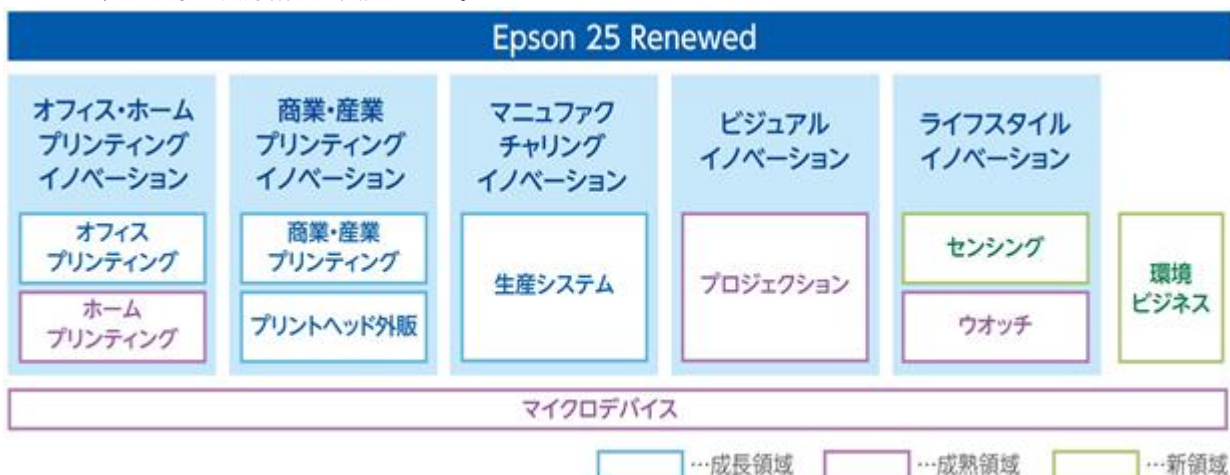 Epson 25 Renewed
オフィス・ホーム
プリンティング
イノベーション
オフィス
プリンティング
ホーム
プリンティング
商業・産業
プリンティング
イノベーション
商業・産業
プリンティング
プリントヘッド外販
マニュファク
チャリング
イノベーション
生産システム
ビジュアル
イノベーション
プロジェクション
ライフスタイル
イノベーション
センシング
ウオッチ
環境
ビジネス
マイクロデバイス
…成長領域
…成熟領域
…新領域